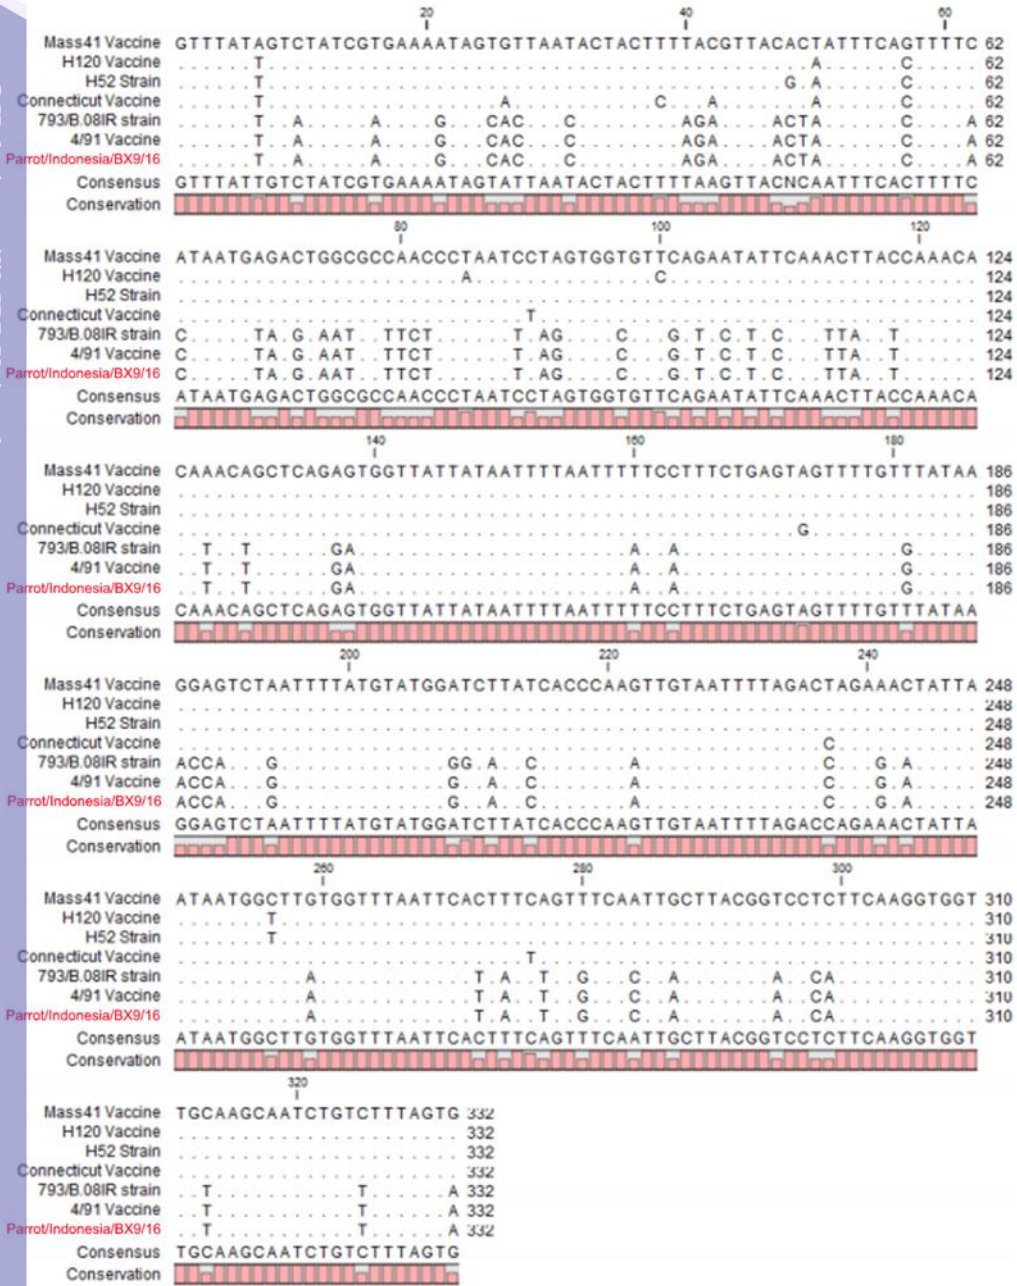 20 40 60
Mass41 Vaccine GTTTATAGTCTATCGTGAAAATAGTGTTAATACTACTTTTACGTTACACTATTTCAGTTTTC 62
H120 Vaccine ......T..........................................A......C..... 62
H52 Strain ......T........................................G.A......C..... 62
Connecticut Vaccine ......T..................A...........C...A.......A......C..... 62
793/B.08IR strain ......T..A.....A....G...CAC...C........AGA....ACTA......C....A 62
4/91 Vaccine ......T..A.....A....G...CAC...C........AGA....ACTA......C....A 62
Parrot/Indonesia/BX9/16 ......T..A.....A....G...CAC...C........AGA....ACTA......C....A 62
Consensus GTTTATTGTCTATCGTGAAAATAGTATTAATACTACTTTTAAGTTACNCAATTTCACTTTTC
Conservation
80 100 120
Mass41 Vaccine ATAATGAGACTGGCGCCAACCCTAATCCTAGTGGTGTTCAGAATATTCAAACTTACCAAACA 124
H120 Vaccine ......................A..............C........................ 124
H52 Strain .............................................................. 124
Connecticut Vaccine ...........................T.................................. 124
793/B.08IR strain C.....TA.G.AAT..TTCT......T.AG....C...G.T.C.T.C...TTA..T...... 124
4/91 Vaccine C.....TA.G.AAT..TTCT......T.AG....C...G.T.C.T.C...TTA..T...... 124
Parrot/Indonesia/BX9/16 C.....TA.G.AAT..TTCT......T.AG....C...G.T.C.T.C...TTA..T...... 124
Consensus ATAATGAGACTGGCGCCAACCCTAATCCTAGTGGTGTTCAGAATATTCAAACTTACCAAACA
Conservation
140 160 180
Mass41 Vaccine CAAACAGCTCAGAGTGGTTATTATAATTTTAATTTTTCCTTTCTGAGTAGTTTTGTTTATAA 186
H120 Vaccine .............................................................. 186
H52 Strain .............................................................. 186
Connecticut Vaccine ................................................G............. 186
793/B.08IR strain ..T..T......GA.....................A..A.................G..... 186
4/91 Vaccine ..T..T......GA.....................A..A.................G..... 186
Parrot/Indonesia/BX9/16 ..T..T......GA.....................A..A.................G..... 186
Consensus CAAACAGCTCAGAGTGGTTATTATAATTTTAATTTTTCCTTTCTGAGTAGTTTTGTTTATAA
Conservation
200 220 240
Mass41 Vaccine GGAGTCTAATTTTATGTATGGATCTTATCACCCAAGTTGTAATTTTAGACTAGAAACTATTA 248
H120 Vaccine .............................................................. 248
H52 Strain .............................................................. 248
Connecticut Vaccine ..................................................C........... 248
793/B.08IR strain ACCA...G.............GG.A..C.......A..............C...G.A..... 248
4/91 Vaccine ACCA...G.............G..A..C.......A..............C...G.A..... 248
Parrot/Indonesia/BX9/16 ACCA...G.............G..A..C.......A..............C...G.A..... 248
Consensus GGAGTCTAATTTTATGTATGGATCTTATCACCCAAGTTGTAATTTTAGACCAGAAACTATTA
Conservation
260 280 300
Mass41 Vaccine ATAATGGCTTGTGGTTTAATTCACTTTCAGTTTCAATTGCTTACGGTCCTCTTCAAGGTGGT 310
H120 Vaccine .......T...................................................... 310
H52 Strain .......T...................................................... 310
Connecticut Vaccine ...........................T.................................. 310
793/B.08IR strain ..........A............T.A..T..G...C..A.......A..CA........... 310
4/91 Vaccine ..........A............T.A..T..G...C..A.......A..CA........... 310
Parrot/Indonesia/BX9/16 ..........A............T.A..T..G...C..A.......A..CA........... 310
Consensus ATAATGGCTTGTGGTTTAATTCACTTTCAGTTTCAATTGCTTACGGTCCTCTTCAAGGTGGT
Conservation
320
Mass41 Vaccine TGCAAGCAATCTGTCTTTAGTG 332
H120 Vaccine ...................... 332
H52 Strain ...................... 332
Connecticut Vaccine ...................... 332
793/B.08IR strain ..T...........T......A 332
4/91 Vaccine ..T...........T......A 332
Parrot/Indonesia/BX9/16 ..T...........T......A 332
Consensus TGCAAGCAATCTGTCTTTAGTG
Conservation